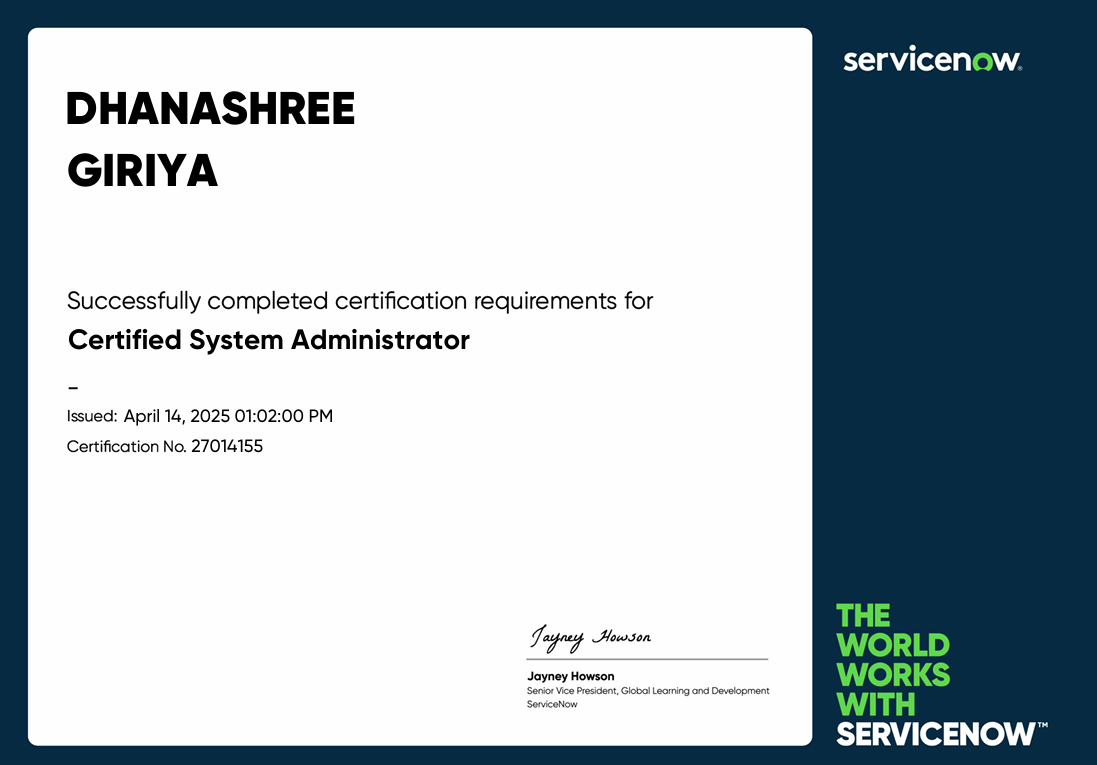 DHANASHREE
GIRIYA
Successfully completed certification requirements for
Certified System Administrator
–
Issued: April 14, 2025 01:02:00 PM
Certification No. 27014155
Jayney Howson
Jayney Howson
Senior Vice President, Global Learning and Development
ServiceNow
servicenow®
THE
WORLD
WORKS
WITH
SERVICENOW™